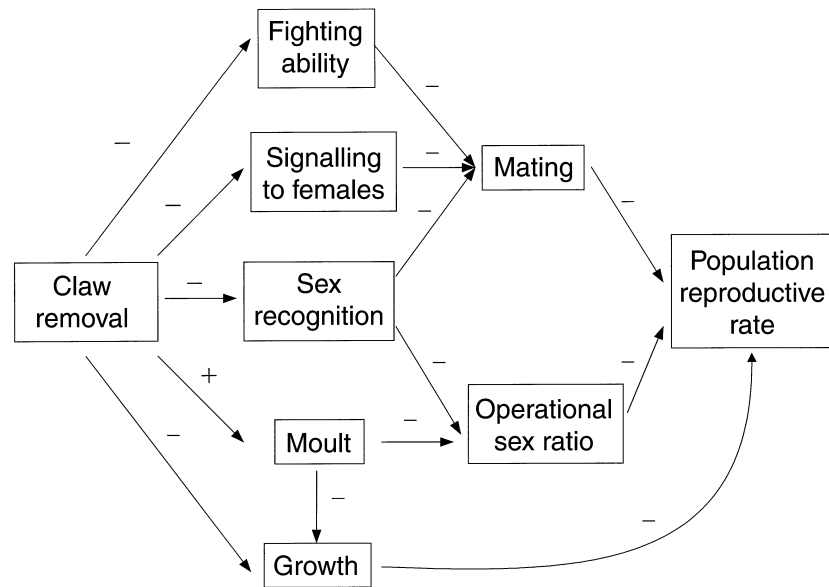 Fighting
ability
−
−
Signalling
to females
−
Mating
−
−
−
Claw
removal
−
Sex
recognition
Population
reproductive
rate
+
−
−
−
Moult
−
Operational
sex ratio
−
−
Growth